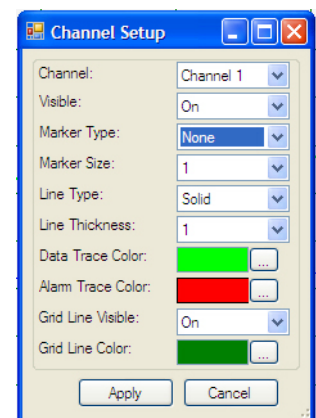 Channel Setup
Channel: Channel 1
Visible: On
Marker Type: None
Marker Size: 1
Line Type: Solid
Line Thickness: 1
Data Trace Color: ...
Alarm Trace Color: ...
Grid Line Visible: On
Grid Line Color: ...
Apply Cancel